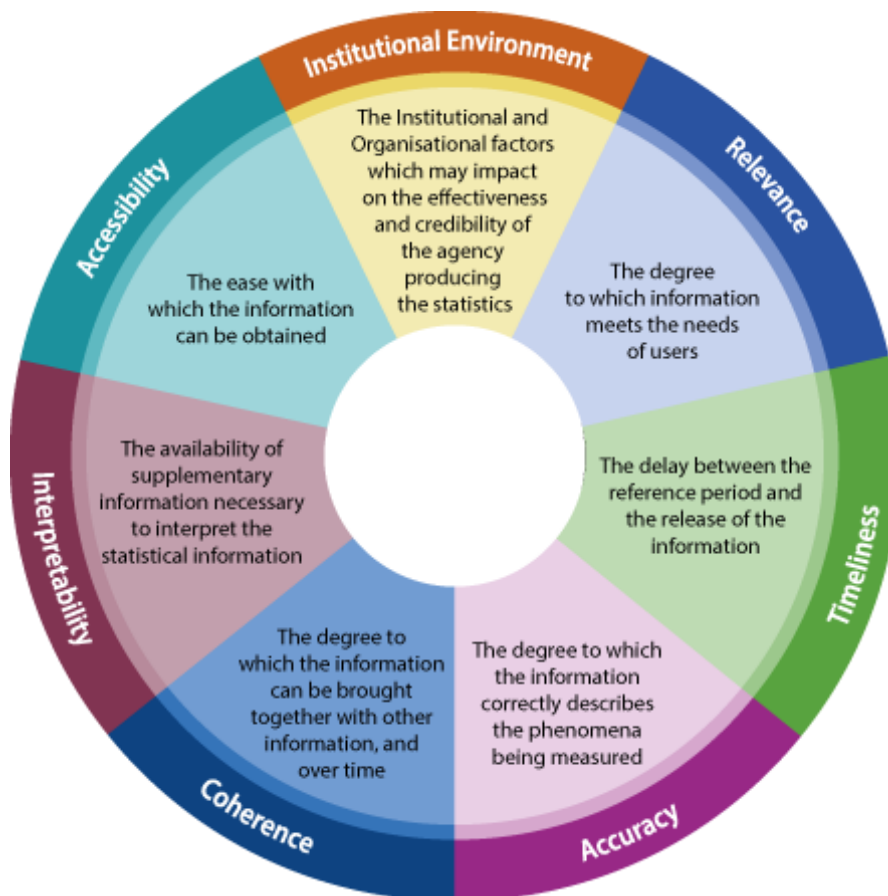 Institutional Environment
The Institutional and
Organisational factors
which may impact
on the effectiveness
and credibility of
the agency
producing
the statistics
Relevance
The degree
to which information
meets the needs
of users
Timeliness
The delay between the
reference period and
the release of the
information
Accuracy
The degree to which
the information
correctly describes
the phenomena
being measured
Coherence
The degree to
which the information
can be brought
together with other
information, and
over time
Interpretability
The availability of
supplementary
information necessary
to interpret the
statistical information
Accessibility
The ease with
which the information
can be obtained